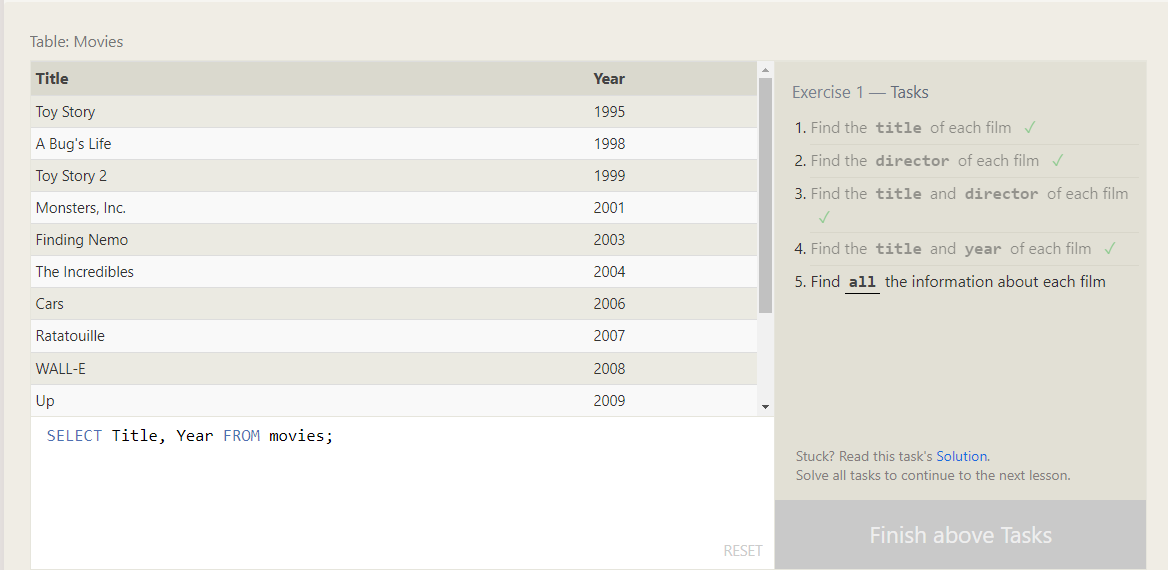 Table: Movies
Title Year
Toy Story 1995
A Bug's Life 1998
Toy Story 2 1999
Monsters, Inc. 2001
Finding Nemo 2003
The Incredibles 2004
Cars 2006
Ratatouille 2007
WALL-E 2008
Up 2009
SELECT Title, Year FROM movies;
RESET
Exercise 1 — Tasks
1. Find the title of each film ✓
2. Find the director of each film ✓
3. Find the title and director of each film
✓
4. Find the title and year of each film ✓
5. Find all the information about each film
Stuck? Read this task's Solution.
Solve all tasks to continue to the next lesson.
Finish above Tasks